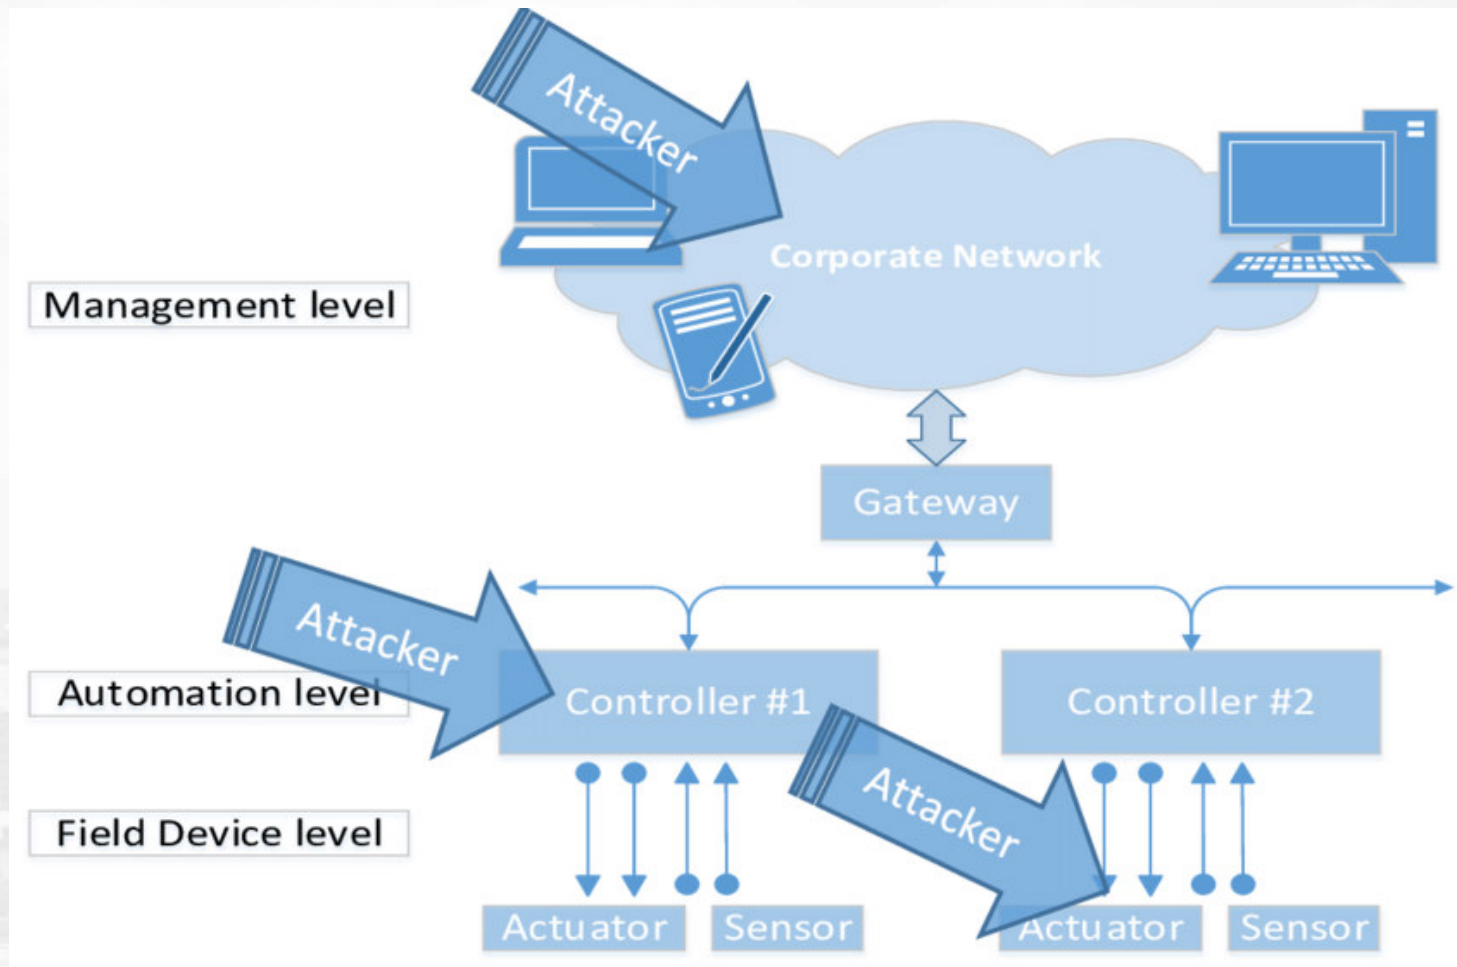 Attacker
Corporate Network
Management level
Gateway
Attacker
Automation level
Controller #1
Controller #2
Attacker
Field Device level
Actuator
Sensor
Actuator
Sensor